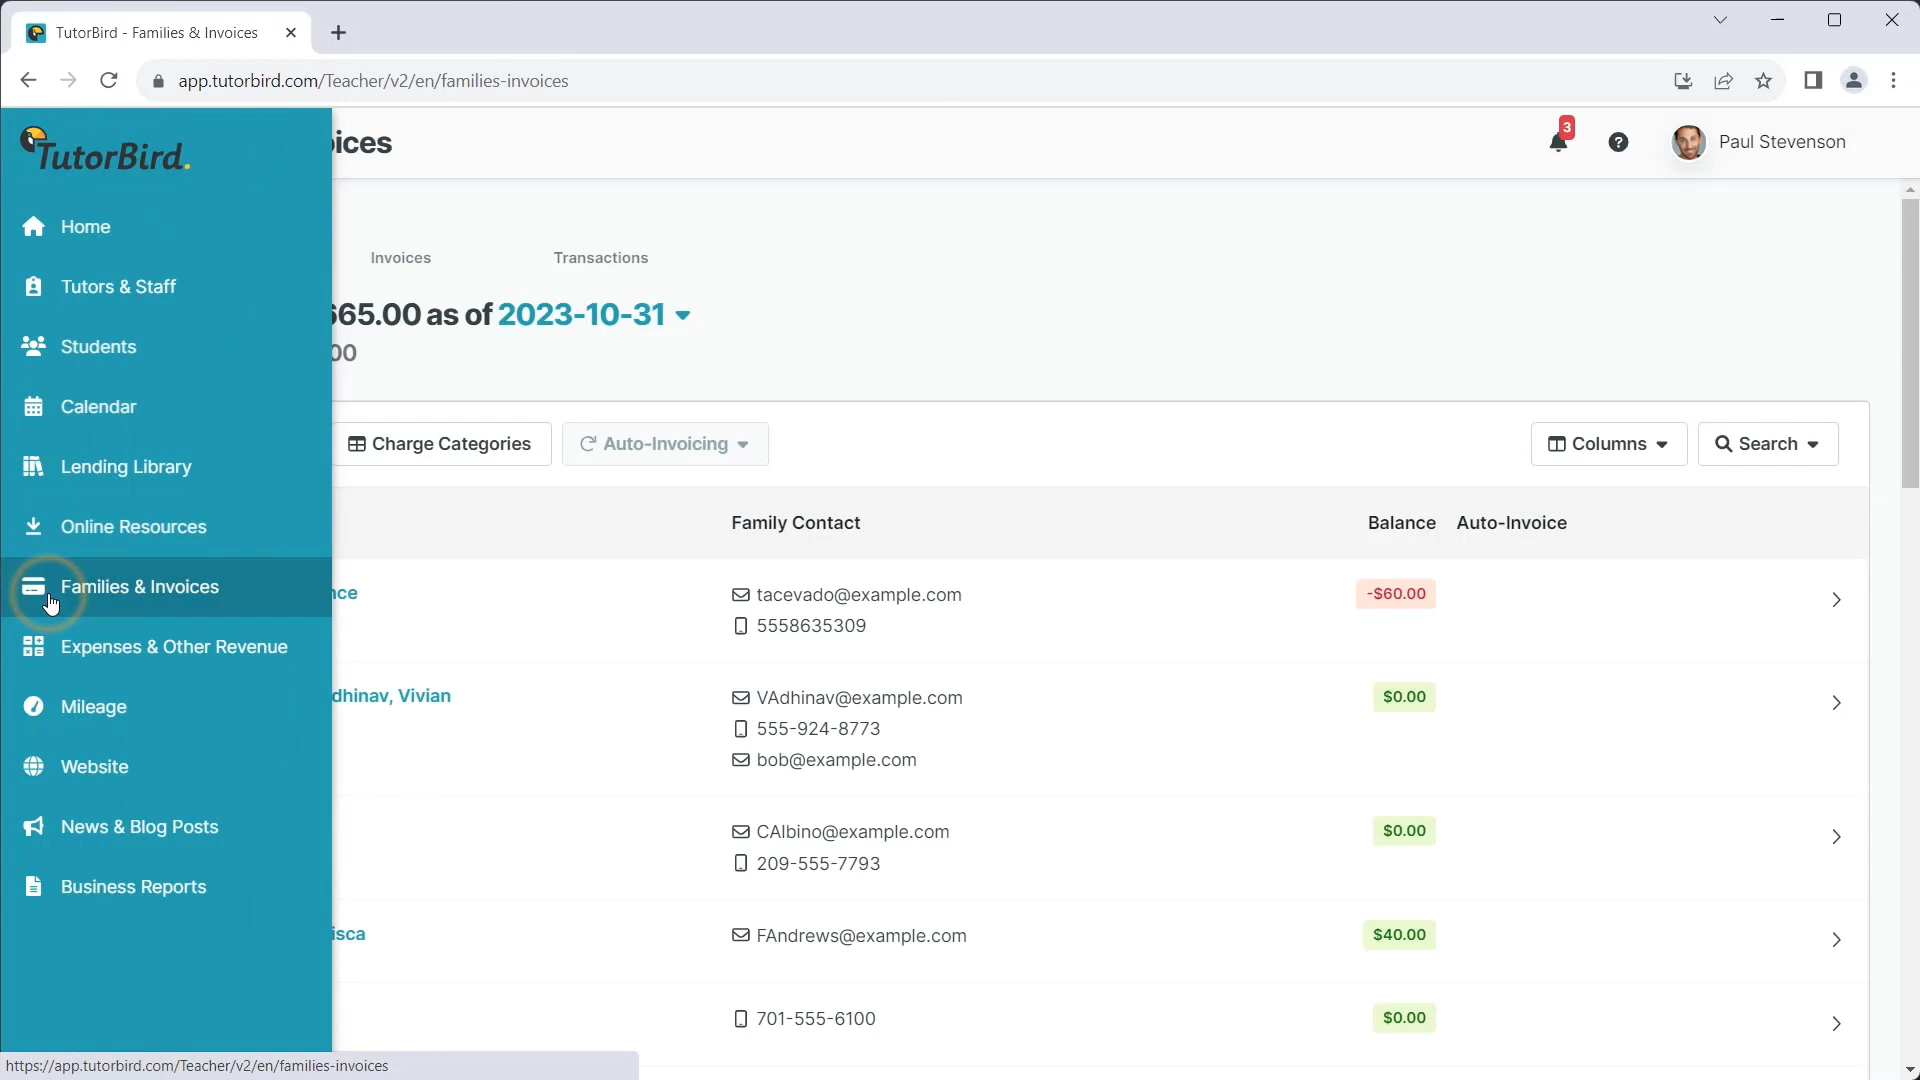 TutorBird - Families & Invoices
app.tutorbird.com/Teacher/v2/en/families-invoices
TutorBird.
oices
3
Paul Stevenson
Home
Tutors & Staff
Students
Calendar
Lending Library
Online Resources
Families & Invoices
Expenses & Other Revenue
Mileage
Website
News & Blog Posts
Business Reports
Invoices
Transactions
665.00 as of 2023-10-31
00
Charge Categories
Auto-Invoicing
Columns
Search
Family Contact
Balance
Auto-Invoice
nce
tacevado@example.com
5558635309
-$60.00
dhinav, Vivian
VAdhinav@example.com
555-924-8773
bob@example.com
$0.00
CAlbino@example.com
209-555-7793
$0.00
isca
FAndrews@example.com
$40.00
701-555-6100
$0.00
https://app.tutorbird.com/Teacher/v2/en/families-invoices